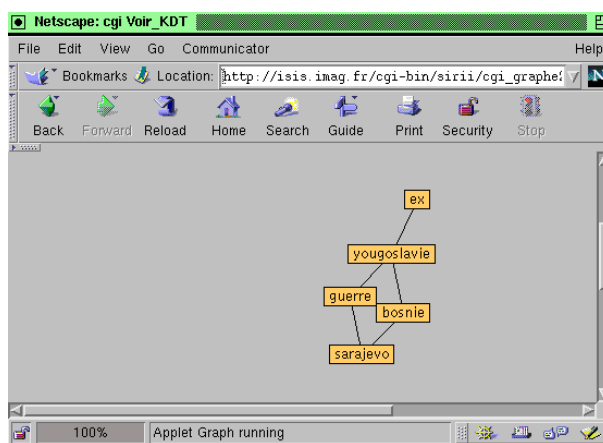 Netscape: cgi Voir_KDT
File Edit View Go Communicator Help
Bookmarks Location: http://isis.imag.fr/cgi-bin/sirii/cgi_graphe
Back Forward Reload Home Search Guide Print Security Stop
ex
yougoslavie
guerre
bosnie
sarajevo
100% Applet Graph running